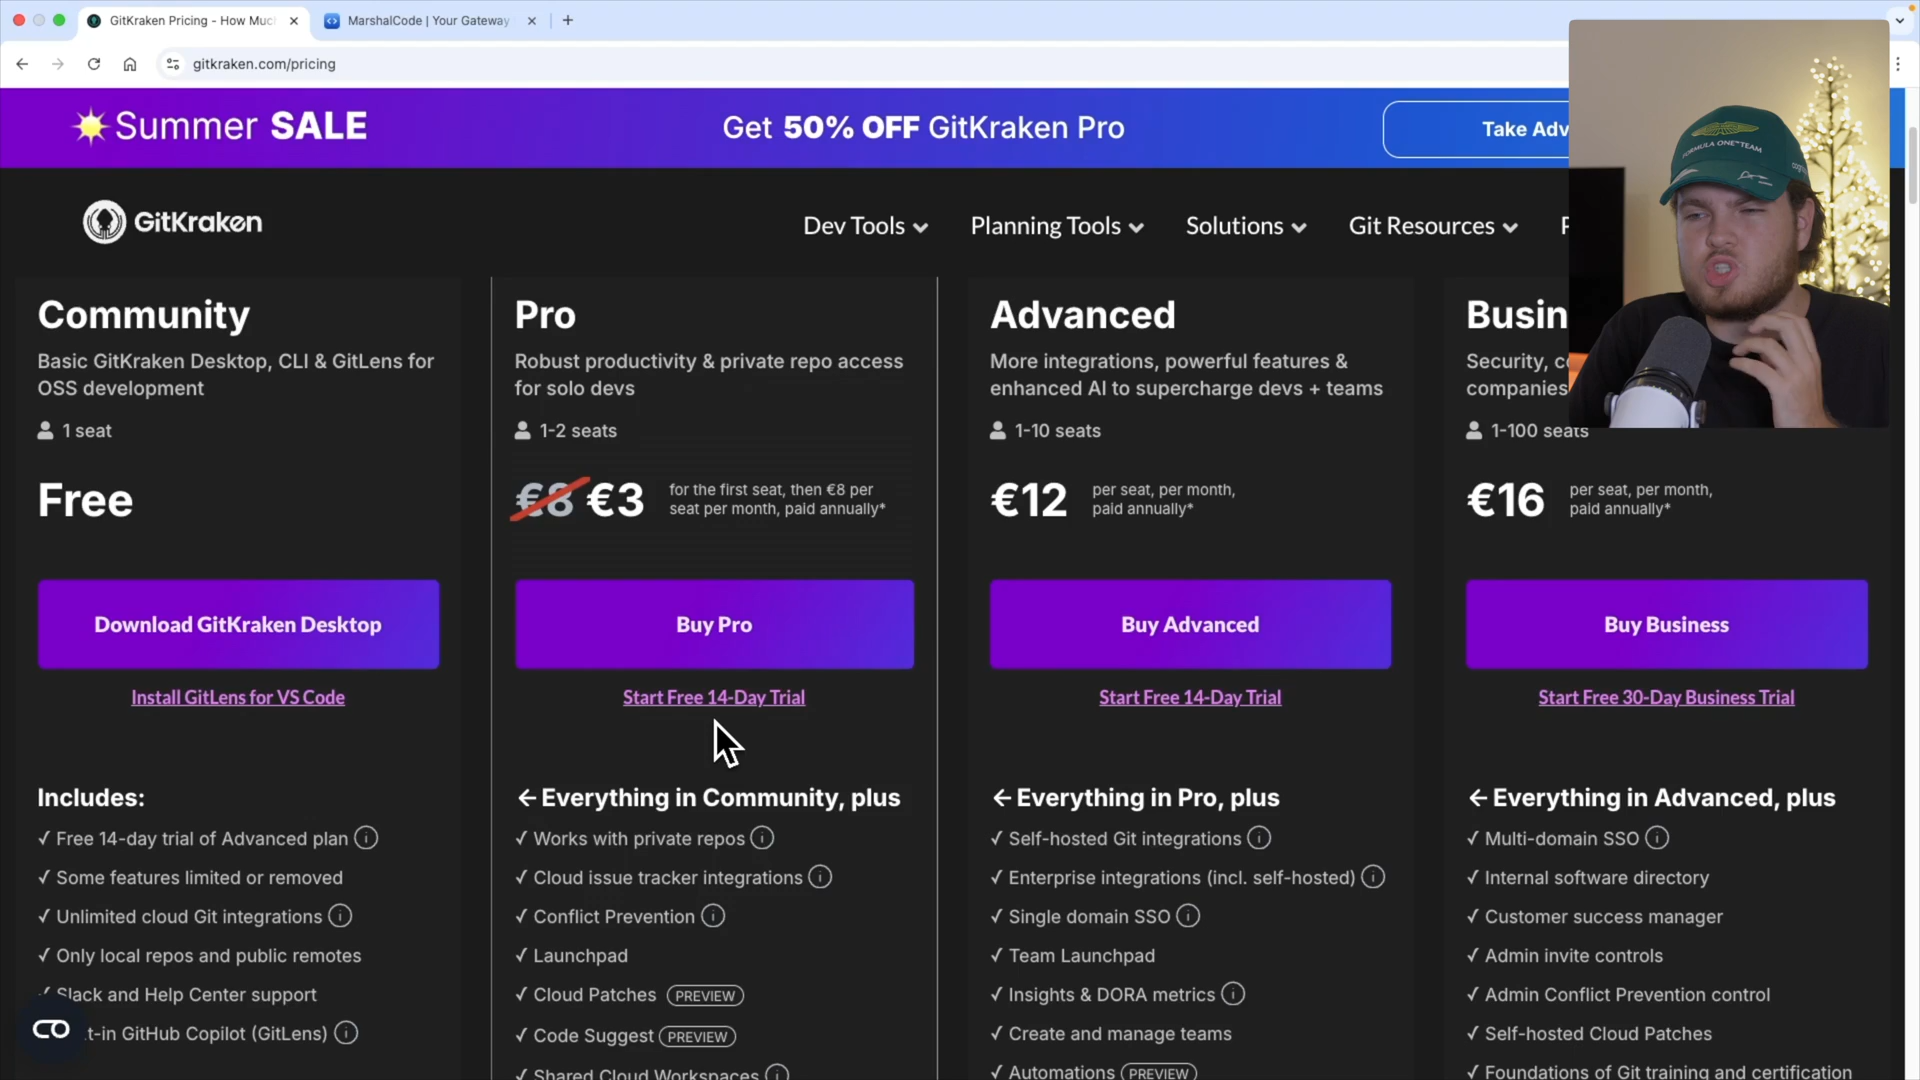 GitKraken Pricing - How Muc
MarshalCode | Your Gateway
gitkraken.com/pricing
Summer SALE
Get 50% OFF GitKraken Pro
Take Adv
GitKraken
Dev Tools
Planning Tools
Solutions
Git Resources
FORMULA ONE™ TEAM
Community
Basic GitKraken Desktop, CLI & GitLens for
OSS development
1 seat
Free
Download GitKraken Desktop
Install GitLens for VS Code
Includes:
✓ Free 14-day trial of Advanced plan
✓ Some features limited or removed
✓ Unlimited cloud Git integrations
✓ Only local repos and public remotes
✓ Slack and Help Center support
t-in GitHub Copilot (GitLens)
Pro
Robust productivity & private repo access
for solo devs
1-2 seats
€8 €3
for the first seat, then €8 per
seat per month, paid annually*
Buy Pro
Start Free 14-Day Trial
← Everything in Community, plus
✓ Works with private repos
✓ Cloud issue tracker integrations
✓ Conflict Prevention
✓ Launchpad
✓ Cloud Patches PREVIEW
✓ Code Suggest PREVIEW
✓ Shared Cloud Workspaces
Advanced
More integrations, powerful features &
enhanced AI to supercharge devs + teams
1-10 seats
€12
per seat, per month,
paid annually*
Buy Advanced
Start Free 14-Day Trial
← Everything in Pro, plus
✓ Self-hosted Git integrations
✓ Enterprise integrations (incl. self-hosted)
✓ Single domain SSO
✓ Team Launchpad
✓ Insights & DORA metrics
✓ Create and manage teams
✓ Automations PREVIEW
Busin
Security, c
companies
1-100 seats
€16
per seat, per month,
paid annually*
Buy Business
Start Free 30-Day Business Trial
← Everything in Advanced, plus
✓ Multi-domain SSO
✓ Internal software directory
✓ Customer success manager
✓ Admin invite controls
✓ Admin Conflict Prevention control
✓ Self-hosted Cloud Patches
✓ Foundations of Git training and certification